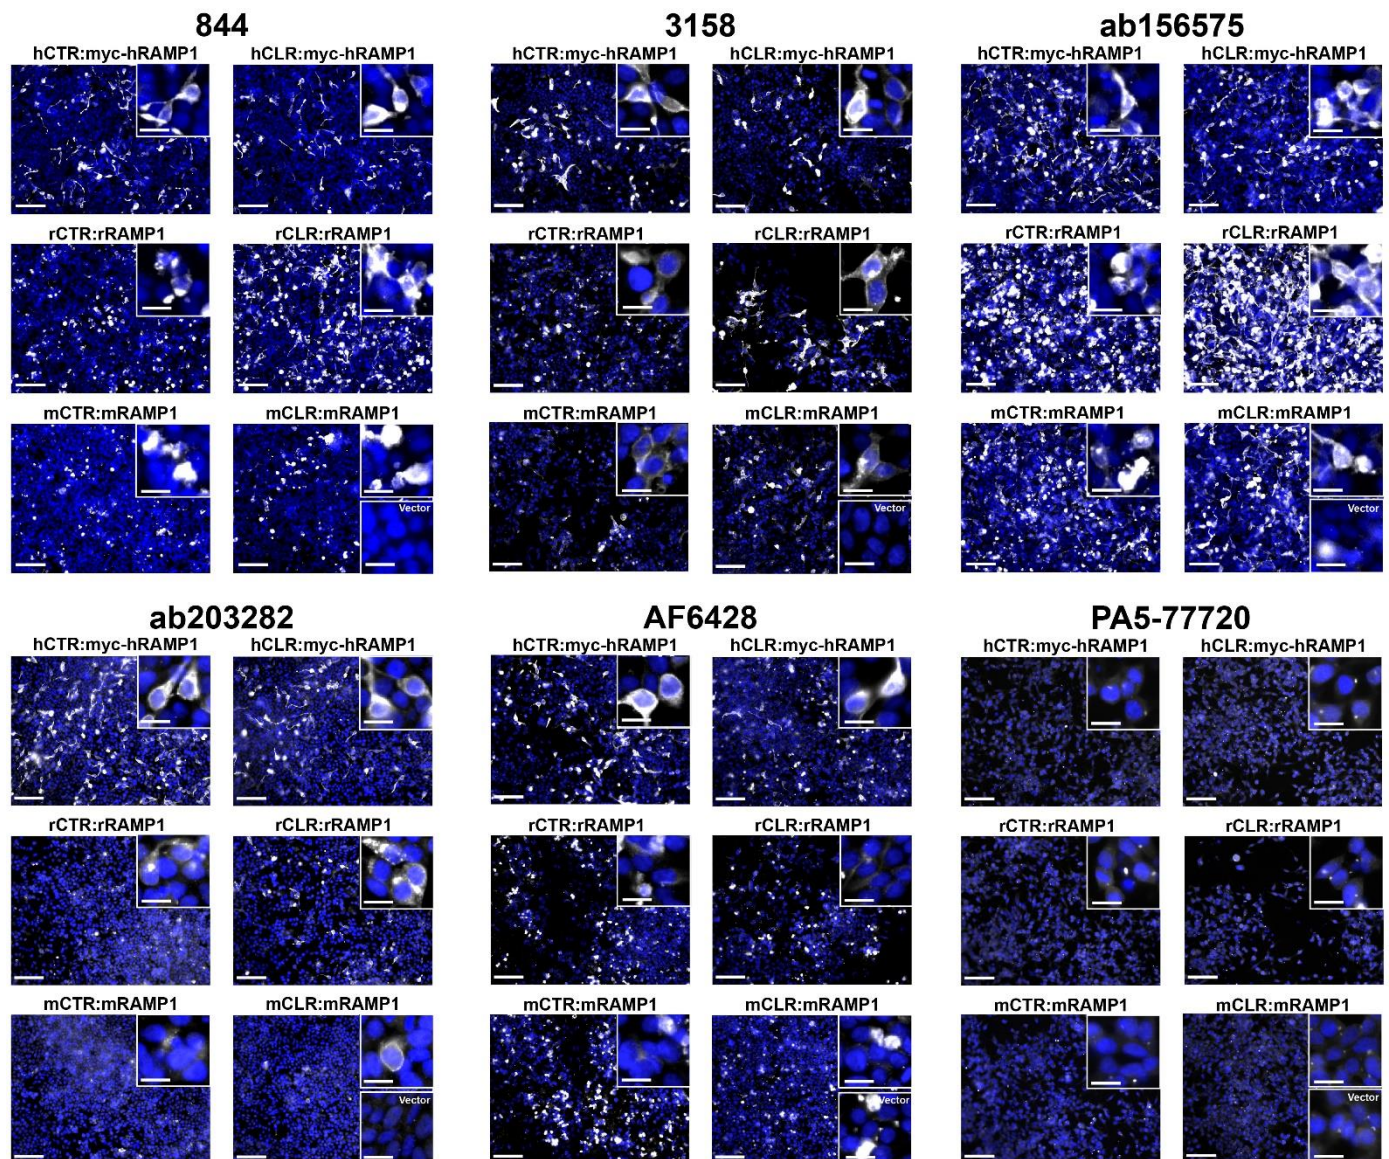 844 3158 ab156575
hCTR:myc-hRAMP1 hCLR:myc-hRAMP1 hCTR:myc-hRAMP1 hCLR:myc-hRAMP1 hCTR:myc-hRAMP1 hCLR:myc-hRAMP1
rCTR:rRAMP1 rCLR:rRAMP1 rCTR:rRAMP1 rCLR:rRAMP1 rCTR:rRAMP1 rCLR:rRAMP1
mCTR:mRAMP1 mCLR:mRAMP1 mCTR:mRAMP1 mCLR:mRAMP1 mCTR:mRAMP1 mCLR:mRAMP1
Vector Vector Vector
ab203282 AF6428 PA5-77720
hCTR:myc-hRAMP1 hCLR:myc-hRAMP1 hCTR:myc-hRAMP1 hCLR:myc-hRAMP1 hCTR:myc-hRAMP1 hCLR:myc-hRAMP1
rCTR:rRAMP1 rCLR:rRAMP1 rCTR:rRAMP1 rCLR:rRAMP1 rCTR:rRAMP1 rCLR:rRAMP1
mCTR:mRAMP1 mCLR:mRAMP1 mCTR:mRAMP1 mCLR:mRAMP1 mCTR:mRAMP1 mCLR:mRAMP1
Vector Vector Vector